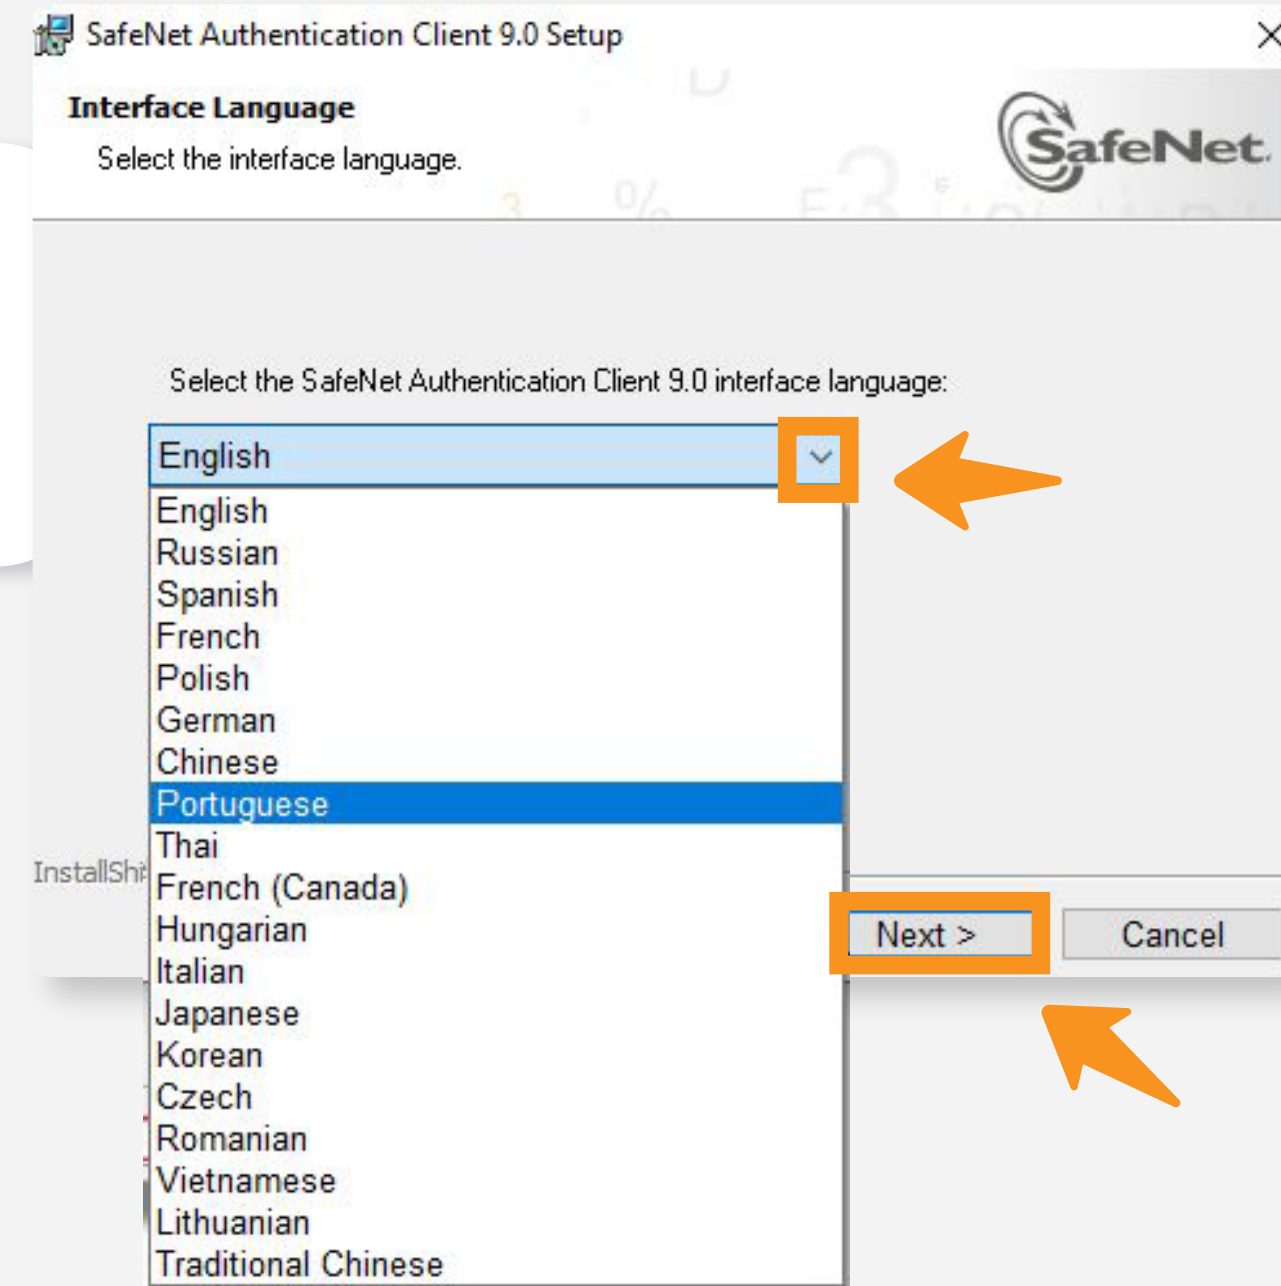 SafeNet Authentication Client 9.0 Setup
Interface Language
Select the interface language.
SafeNet.
Select the SafeNet Authentication Client 9.0 interface language:
English
English
Russian
Spanish
French
Polish
German
Chinese
Portuguese
Thai
French (Canada)
Hungarian
Italian
Japanese
Korean
Czech
Romanian
Vietnamese
Lithuanian
Traditional Chinese
Next >
Cancel